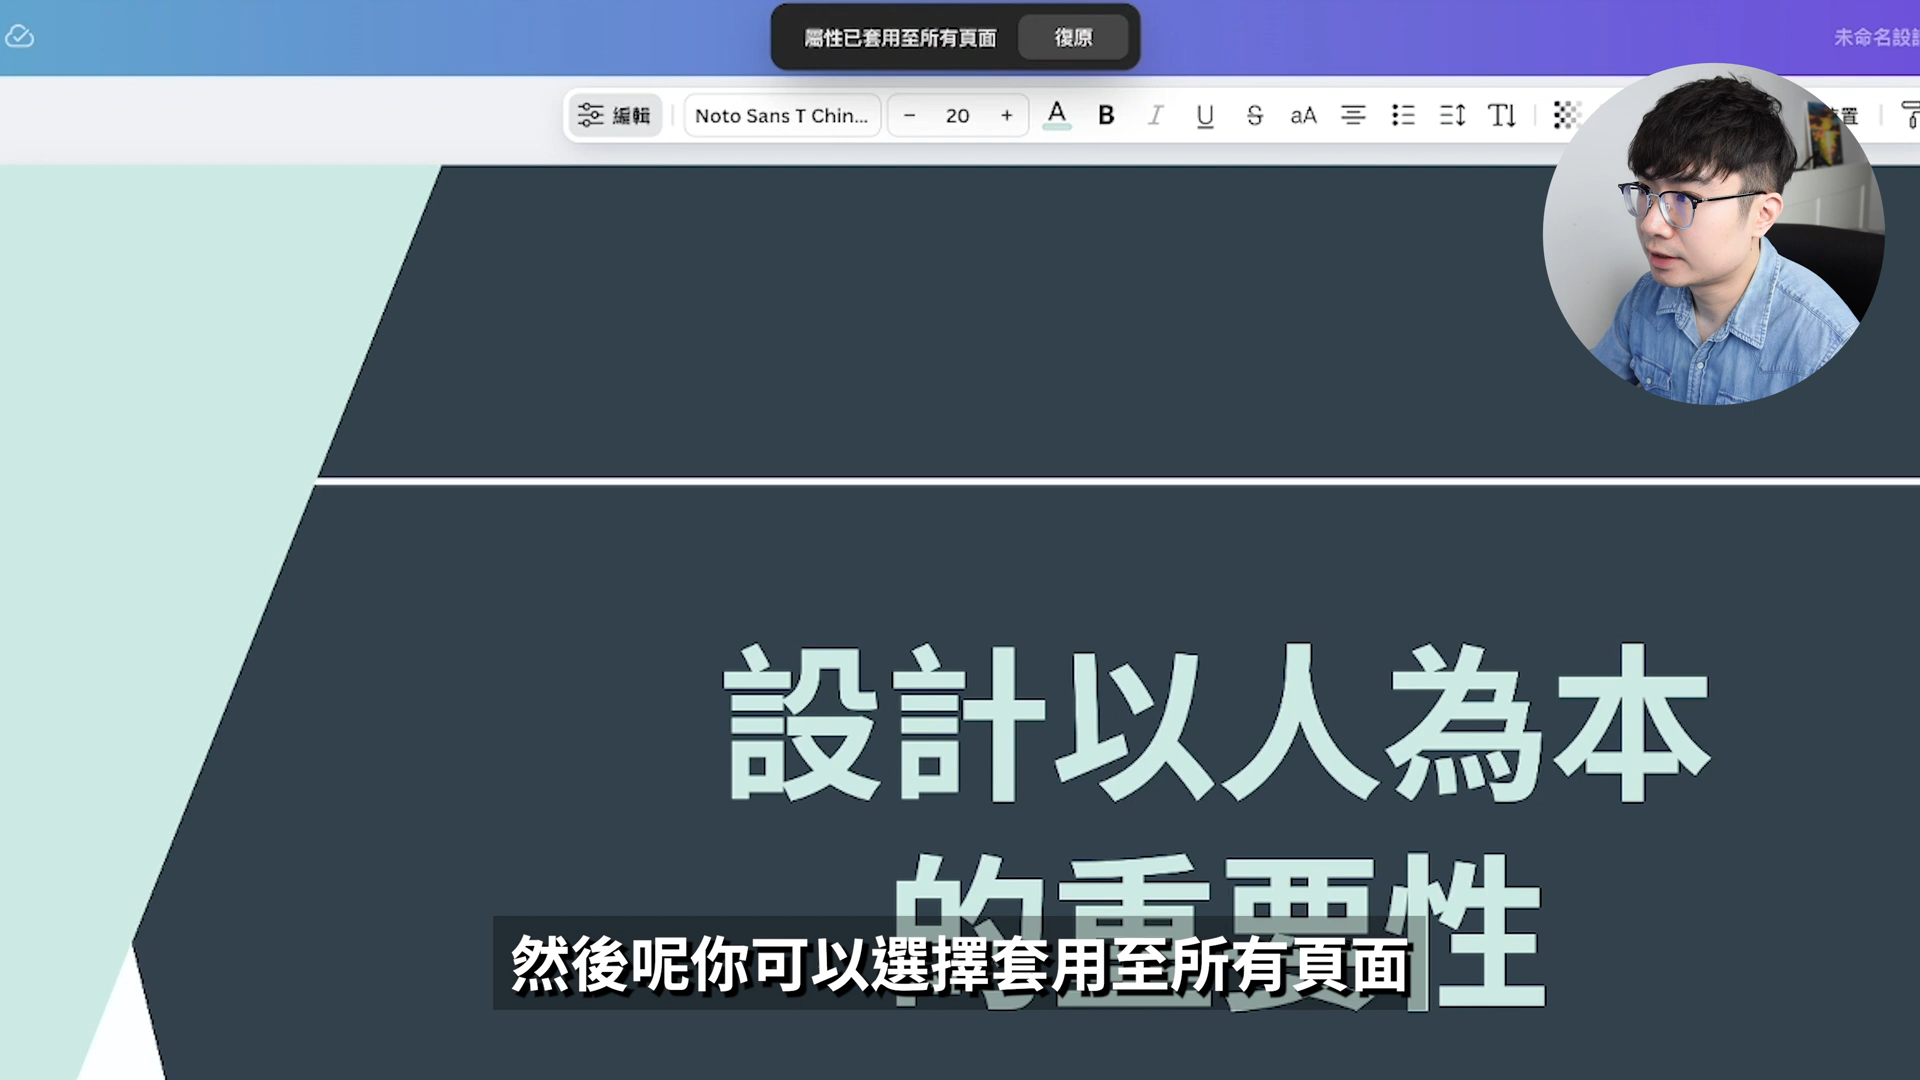 屬性已套用至所有頁面 復原
未命名設
編輯 Noto Sans T Chin... − 20 + A B I U S aA 置
設計以人為本
的重要性
然後呢你可以選擇套用至所有頁面